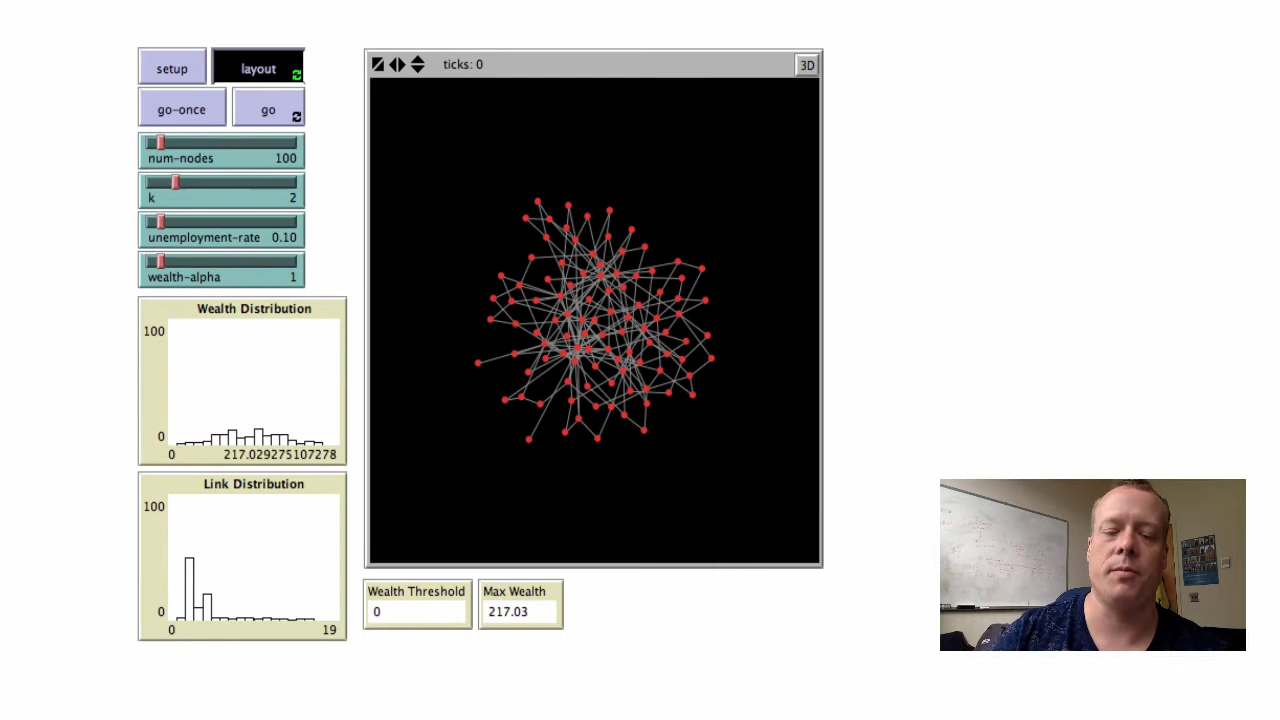 setup
layout
go-once
go
num-nodes 100
k 2
unemployment-rate 0.10
wealth-alpha 1
Wealth Distribution
100
0
0 217.029275107278
Link Distribution
100
0
0 19
ticks: 0
3D
Wealth Threshold
0
Max Wealth
217.03